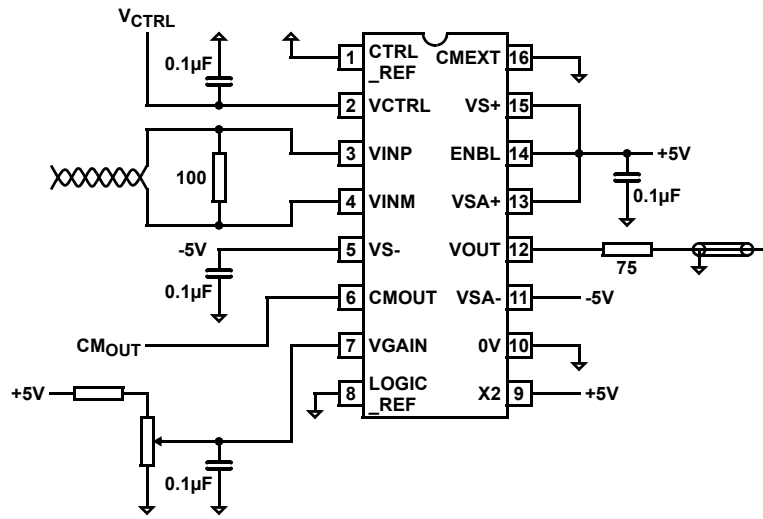 VCTRL
0.1µF
1 CTRL_REF
CMEXT 16
2 VCTRL
VS+ 15
3 VINP
ENBL 14
+5V
100
0.1µF
4 VINM
VSA+ 13
-5V
5 VS-
VOUT 12
75
0.1µF
6 CMOUT
VSA- 11
-5V
CMOUT
7 VGAIN
0V 10
+5V
8 LOGIC_REF
X2 9
+5V
0.1µF